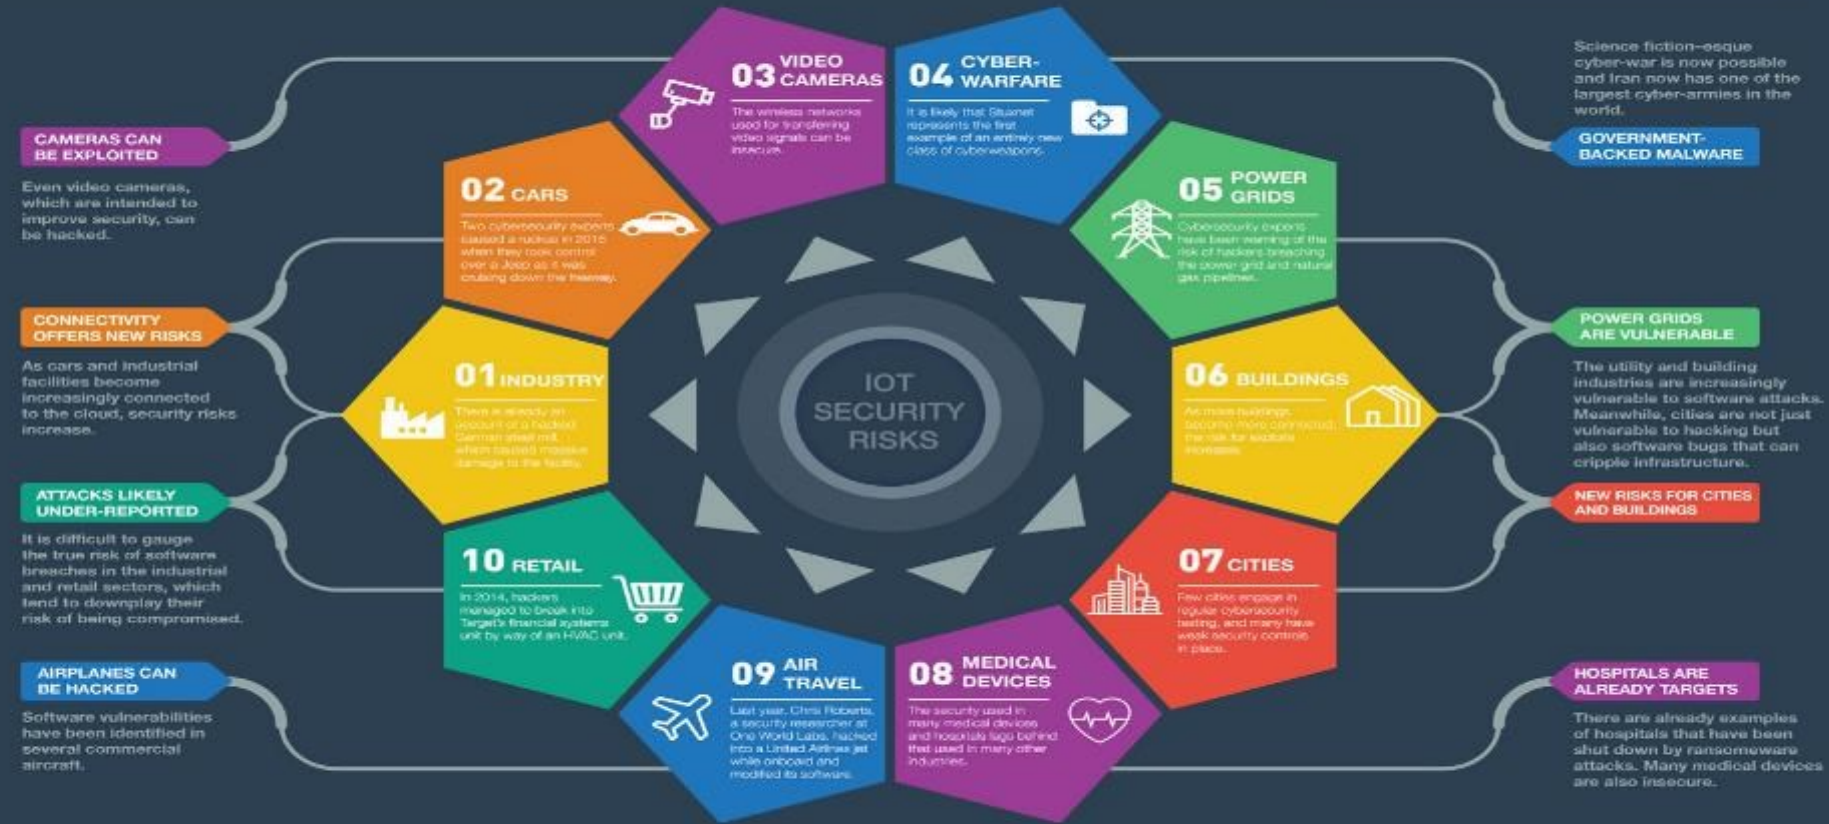 IOT
SECURITY
RISKS
01 INDUSTRY
There is already an
account of a hacked
German steel mill,
which caused massive
damage to the facility.
02 CARS
Two cybersecurity experts
caused a ruckus in 2015
when they took control
over a Jeep as it was
cruising down the freeway.
03 VIDEO
CAMERAS
The wireless networks
used for transferring
video signals can be
insecure.
04 CYBER-
WARFARE
It is likely that Stuxnet
represents the first
example of an entirely new
class of cyberweapons.
05 POWER
GRIDS
Cybersecurity experts
have been warning of the
risk of hackers breaching
the power grid and natural
gas pipelines.
06 BUILDINGS
As more buildings
become more connected,
the risk for exploits
increases.
07 CITIES
Few cities engage in
regular cybersecurity
testing, and many have
weak security controls
in place.
08 MEDICAL
DEVICES
The security used in
many medical devices
and hospitals lags behind
that used in many other
industries.
09 AIR
TRAVEL
Last year, Chris Roberts,
a security researcher at
One World Labs, hacked
into a United Airlines jet
while onboard and
modified its software.
10 RETAIL
In 2014, hackers
managed to break into
Target's financial systems
unit by way of an HVAC unit.
CAMERAS CAN
BE EXPLOITED
Even video cameras,
which are intended to
improve security, can
be hacked.
CONNECTIVITY
OFFERS NEW RISKS
As cars and industrial
facilities become
increasingly connected
to the cloud, security risks
increase.
ATTACKS LIKELY
UNDER-REPORTED
It is difficult to gauge
the true risk of software
breaches in the industrial
and retail sectors, which
tend to downplay their
risk of being compromised.
AIRPLANES CAN
BE HACKED
Software vulnerabilities
have been identified in
several commercial
aircraft.
Science fiction-esque
cyber-war is now possible
and Iran now has one of the
largest cyber-armies in the
world.
GOVERNMENT-
BACKED MALWARE
POWER GRIDS
ARE VULNERABLE
The utility and building
industries are increasingly
vulnerable to software attacks.
Meanwhile, cities are not just
vulnerable to hacking but
also software bugs that can
cripple infrastructure.
NEW RISKS FOR CITIES
AND BUILDINGS
HOSPITALS ARE
ALREADY TARGETS
There are already examples
of hospitals that have been
shut down by ransomeware
attacks. Many medical devices
are also insecure.